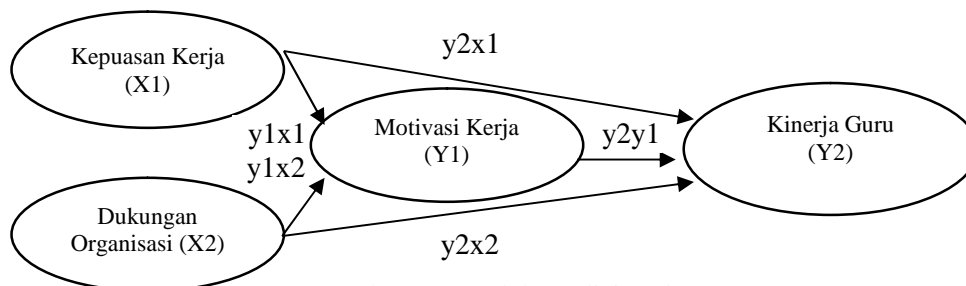 Kepuasan Kerja
(X1)
y2x1
y1x1
y1x2
Motivasi Kerja
(Y1)
y2y1
Kinerja Guru
(Y2)
Dukungan
Organisasi (X2)
y2x2